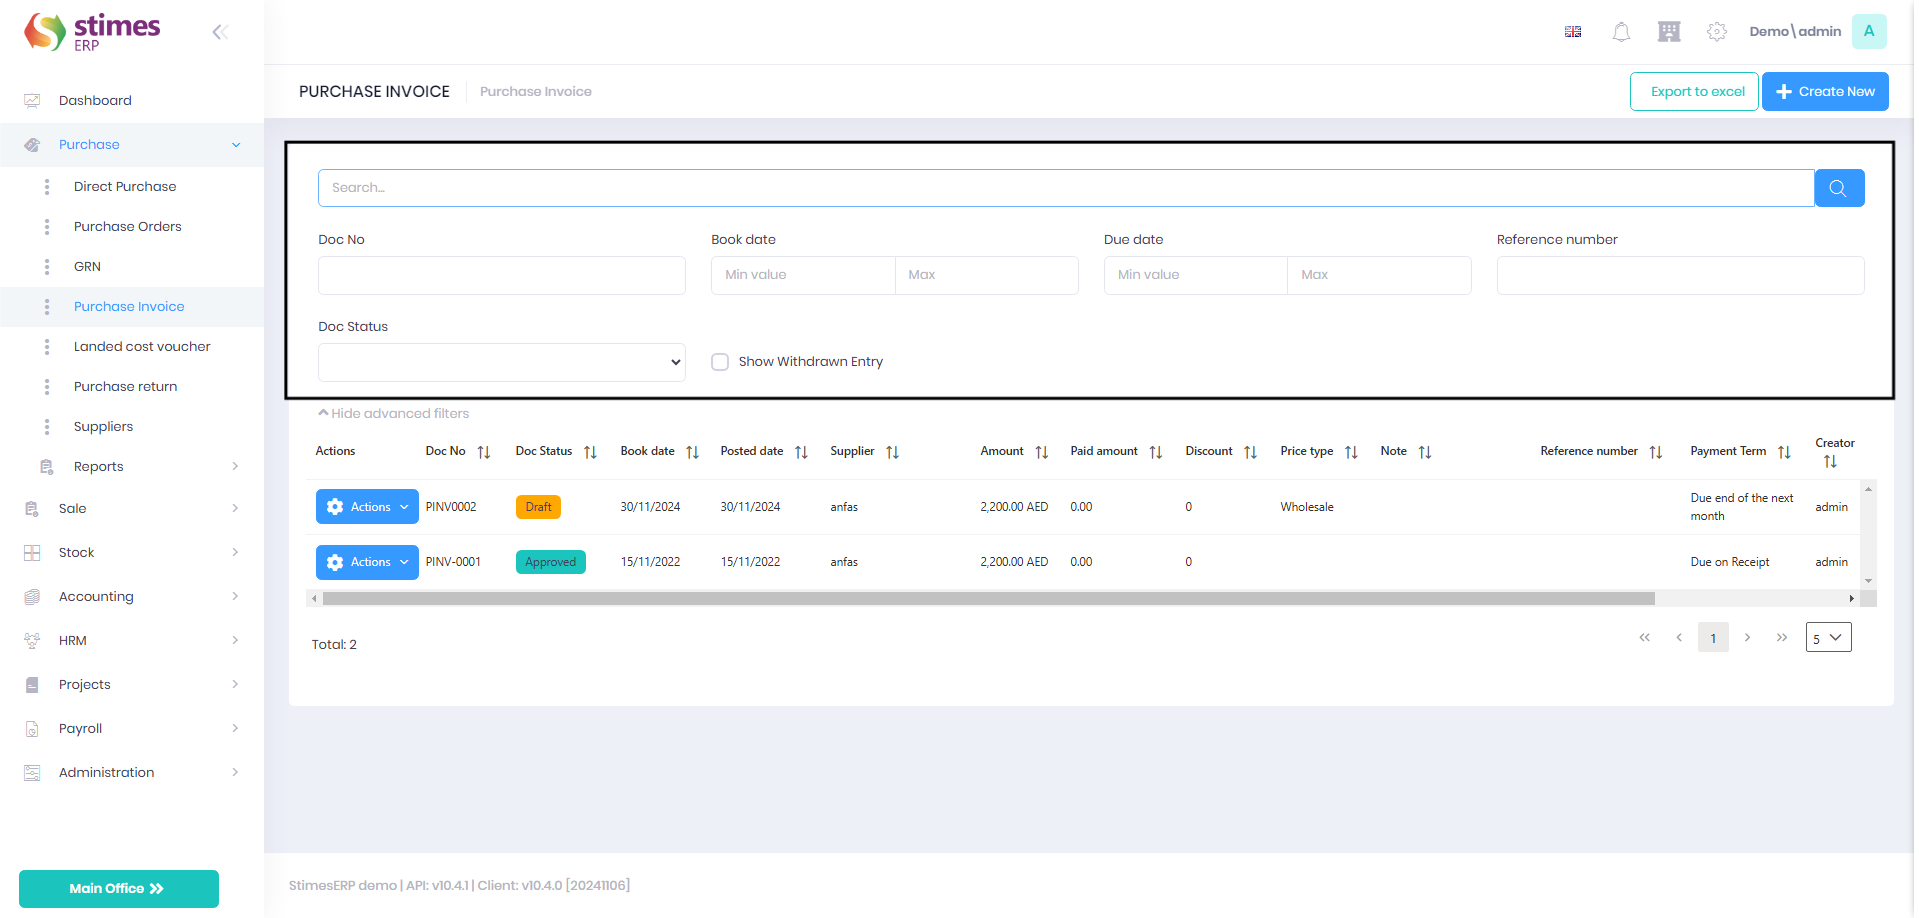 stimes
ERP
Demo\admin
A
Dashboard
Purchase
Direct Purchase
Purchase Orders
GRN
Purchase Invoice
Landed cost voucher
Purchase return
Suppliers
Reports
Sale
Stock
Accounting
HRM
Projects
Payroll
Administration
Main Office
PURCHASE INVOICE Purchase Invoice
Export to excel Create New
Search...
Doc No Book date Due date Reference number
Min value Max Min value Max
Doc Status
Show Withdrawn Entry
Hide advanced filters
Actions Doc No Doc Status Book date Posted date Supplier Amount Paid amount Discount Price type Note Reference number Payment Term Creator
Actions PINV0002 Draft 30/11/2024 30/11/2024 anfas 2,200.00 AED 0.00 0 Wholesale Due end of the next month admin
Actions PINV-0001 Approved 15/11/2022 15/11/2022 anfas 2,200.00 AED 0.00 0 Due on Receipt admin
Total: 2
1 5
StimesERP demo | API: v10.4.1 | Client: v10.4.0 [20241106]